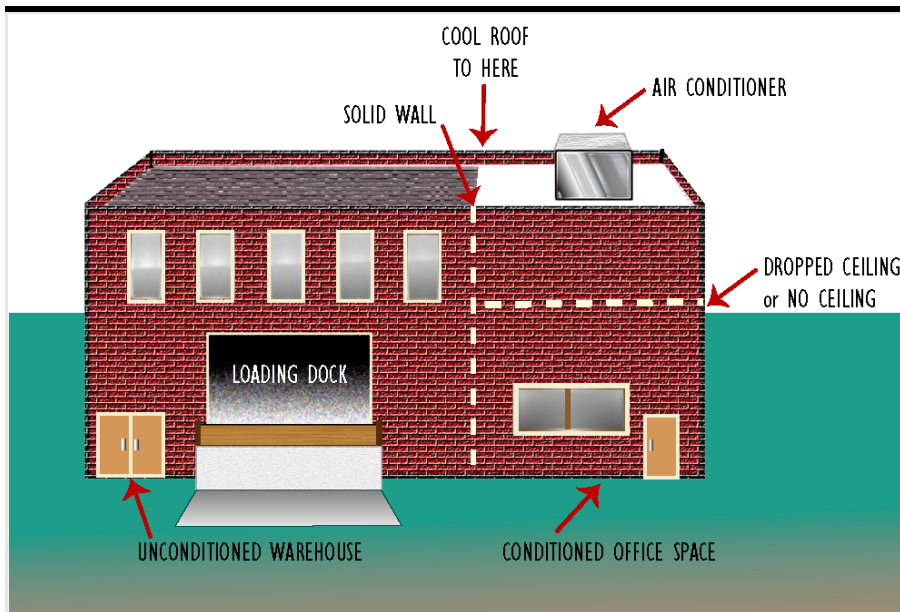 COOL ROOF
TO HERE
AIR CONDITIONER
SOLID WALL
DROPPED CEILING
or NO CEILING
LOADING DOCK
UNCONDITIONED WAREHOUSE
CONDITIONED OFFICE SPACE